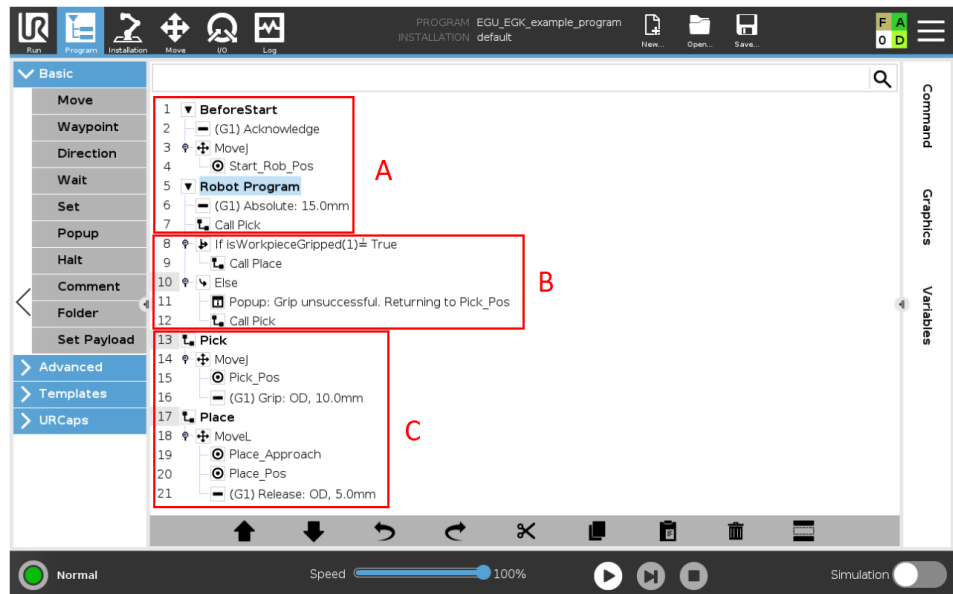 PROGRAM EGU_EGK_example_program
INSTALLATION default
UR
Run
Program
Installation
Move
I/O
Log
New...
Open...
Save...
F A
0 D
Basic
Move
Waypoint
Direction
Wait
Set
Popup
Halt
Comment
Folder
Set Payload
Advanced
Templates
URCaps
1 BeforeStart
2 (G1) Acknowledge
3 MoveJ
4 Start_Rob_Pos
5 Robot Program
6 (G1) Absolute: 15.0mm
7 Call Pick
A
8 If isWorkpieceGripped(1)≟ True
9 Call Place
10 Else
11 Popup: Grip unsuccessful. Returning to Pick_Pos
12 Call Pick
B
13 Pick
14 MoveJ
15 Pick_Pos
16 (G1) Grip: OD, 10.0mm
17 Place
18 MoveL
19 Place_Approach
20 Place_Pos
21 (G1) Release: OD, 5.0mm
C
Command
Graphics
Variables
Normal
Speed 100%
Simulation